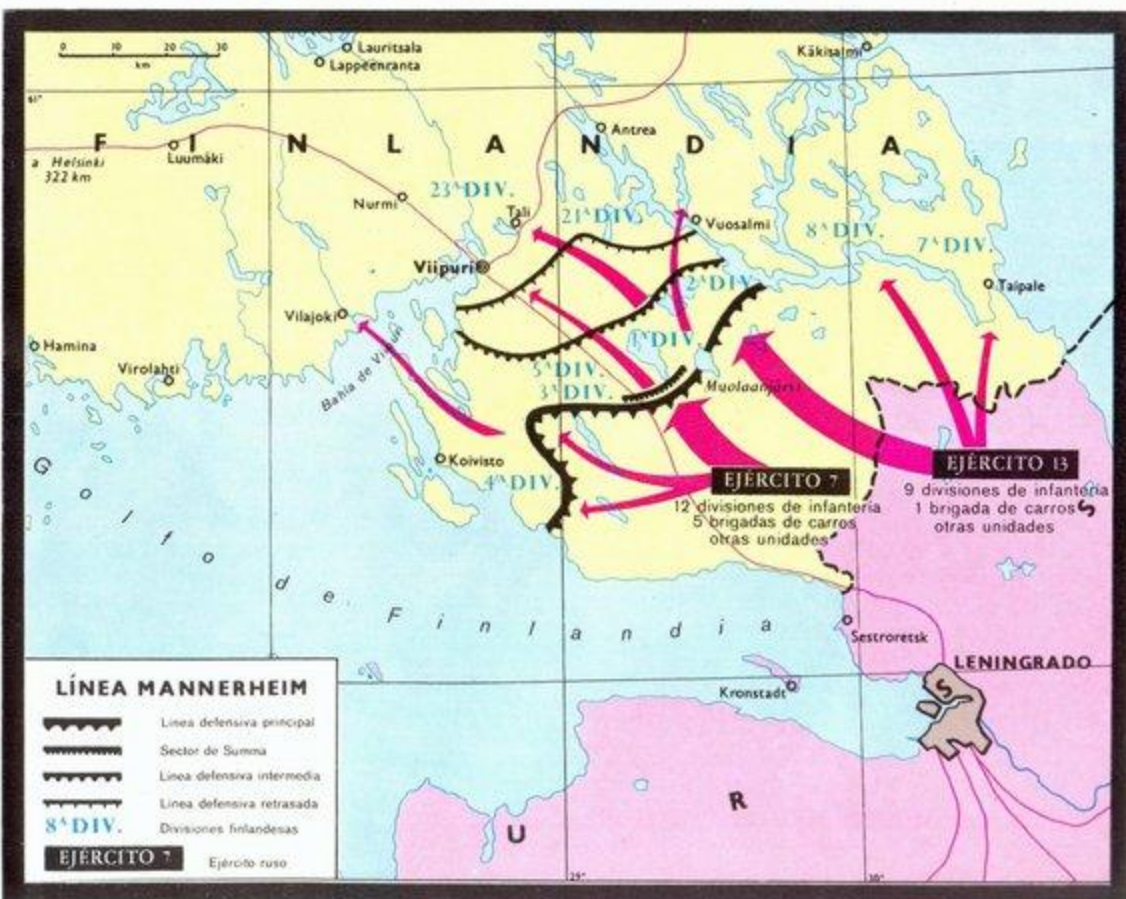 0 10 20 30
km
Lauritsala
Lappeenranta
Käkisalmi
61°
Antrea
F I N L A N D I A
a Helsinki
322 km
Luumäki
23ᴬ DIV.
Nurmi
Tali
21ᴬ DIV.
Vuosalmi
8ᴬ DIV.
7ᴬ DIV.
Viipuri
2ᴬ DIV.
Taipale
Vilajoki
Bahía de Viipuri
1ᴬ DIV.
Hamina
Virolahti
5ᴬ DIV.
3ᴬ DIV.
Muolaanjärvi
Koivisto
4ᴬ DIV.
EJÉRCITO 7
12 divisiones de infantería
5 brigadas de carros
otras unidades
EJÉRCITO 13
9 divisiones de infantería
1 brigada de carros
otras unidades
Golfo de Finlandia
Sestroretsk
LENINGRADO
Kronstadt
U R S S
LÍNEA MANNERHEIM
Línea defensiva principal
Sector de Summa
Línea defensiva intermedia
Línea defensiva retrasada
8ᴬ DIV. Divisiones finlandesas
EJÉRCITO 7 Ejército ruso
29°
30°